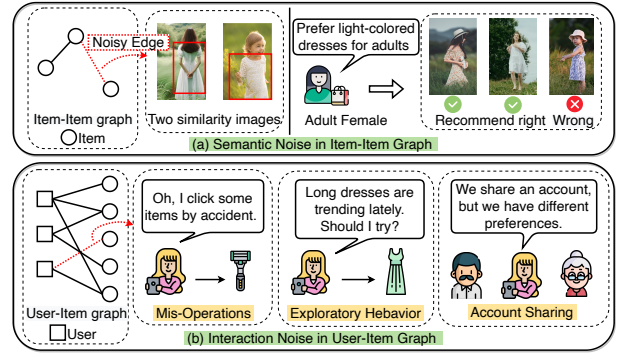 Noisy Edge
Item-Item graph
Item
Two similarity images
Prefer light-colored
dresses for adults
Adult Female
Recommend right
Wrong
(a) Semantic Noise in Item-Item Graph
User-Item graph
User
Oh, I click some
items by accident.
Mis-Operations
Long dresses are
trending lately.
Should I try?
Exploratory Hebavior
We share an account,
but we have different
preferences.
Account Sharing
(b) Interaction Noise in User-Item Graph